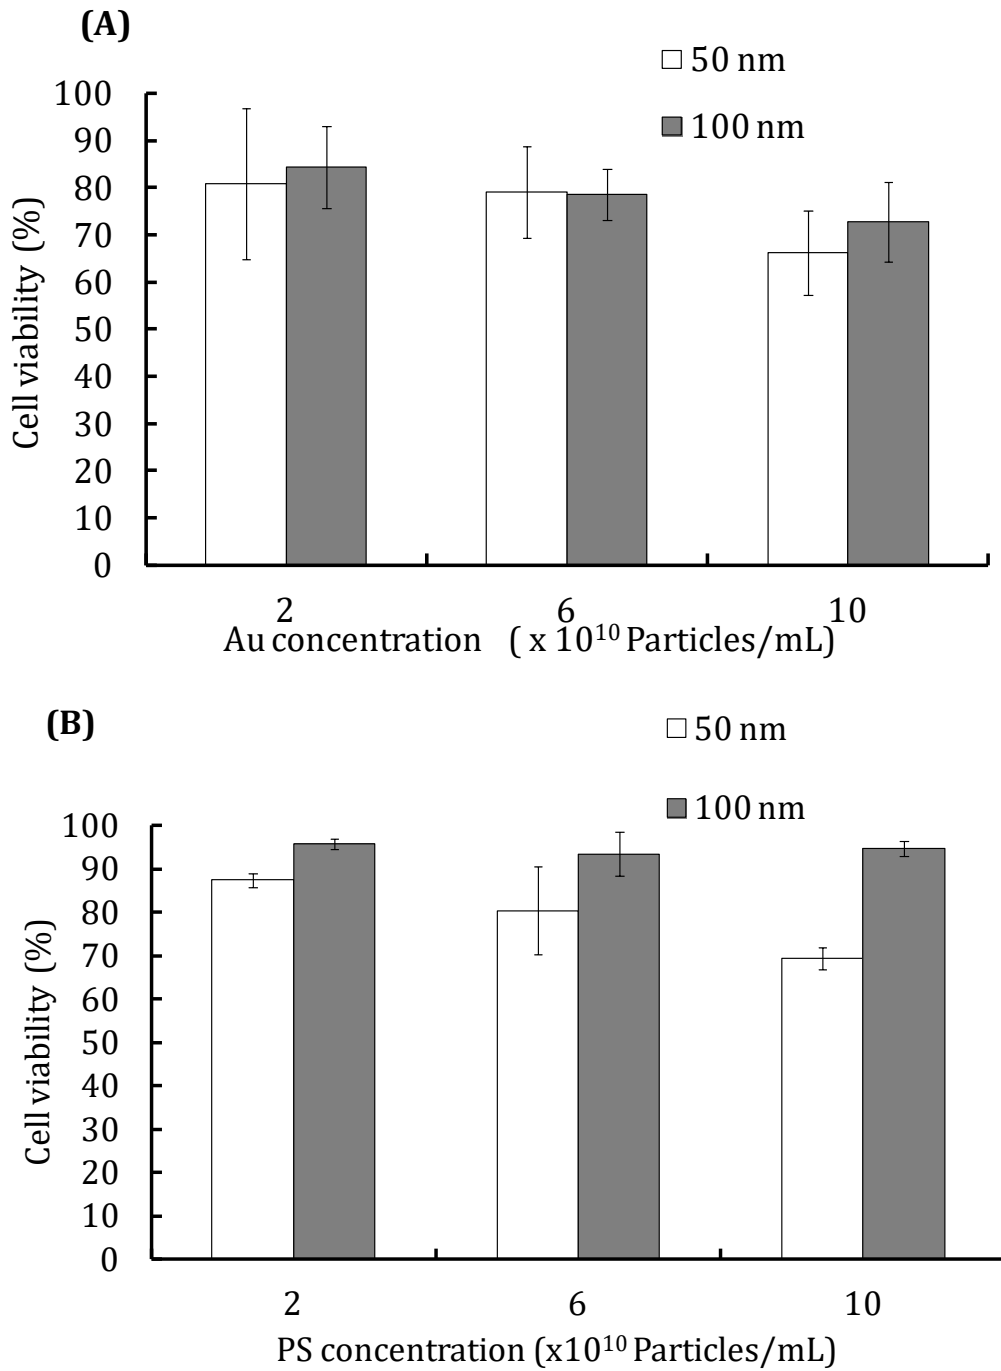 (A)
50 nm
100 nm
100
90
80
70
60
50
40
30
20
10
0
Cell viability (%)
2 6 10
Au concentration ( x 10¹⁰ Particles/mL)
(B)
50 nm
100 nm
100
90
80
70
60
50
40
30
20
10
0
Cell viability (%)
2 6 10
PS concentration (x10¹⁰ Particles/mL)